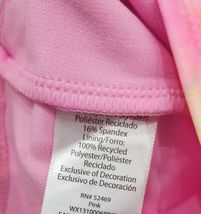 Polyester/
Poliéster Reciclado
16% Spandex
Lining/Forro:
100% Recycled
Polyester/Poliéster
Reciclado
Exclusive of Decoration
Exclusivo de Decoración
RN# 52469
Pink